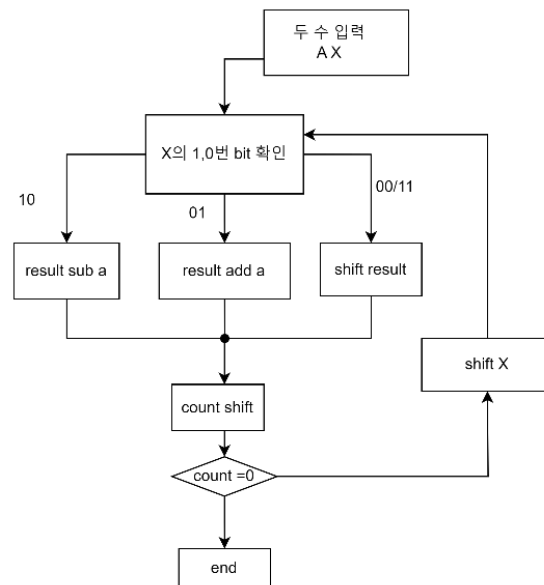 두 수 입력
A X
X의 1,0번 bit 확인
10
01
00/11
result sub a
result add a
shift result
shift X
count shift
count =0
end